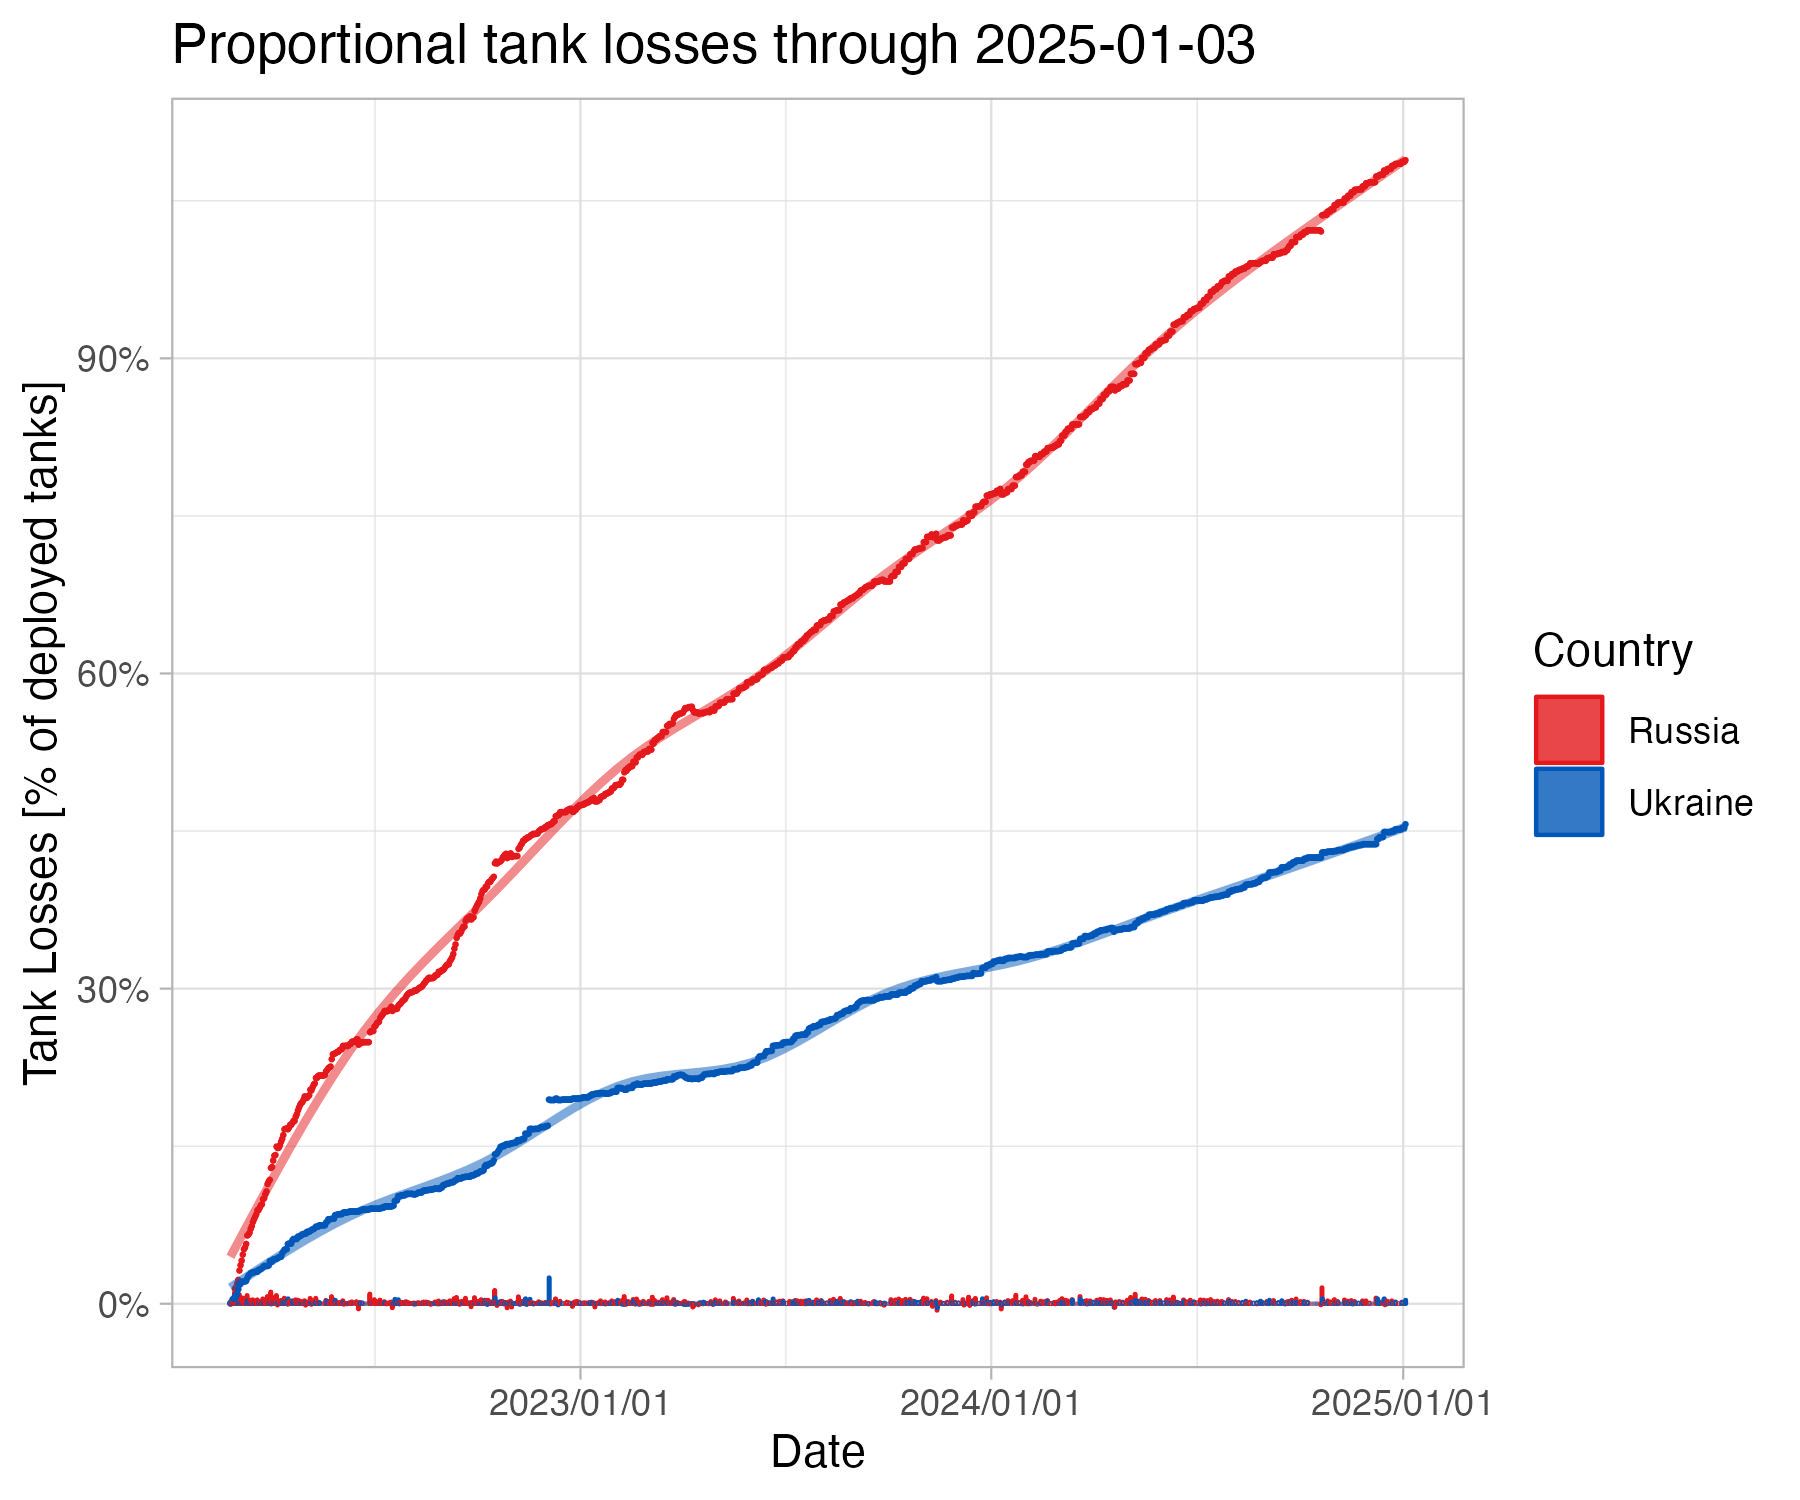 Proportional tank losses through 2025-01-03
Tank Losses [% of deployed tanks]
90%
60%
30%
0%
2023/01/01
2024/01/01
2025/01/01
Date
Country
Russia
Ukraine